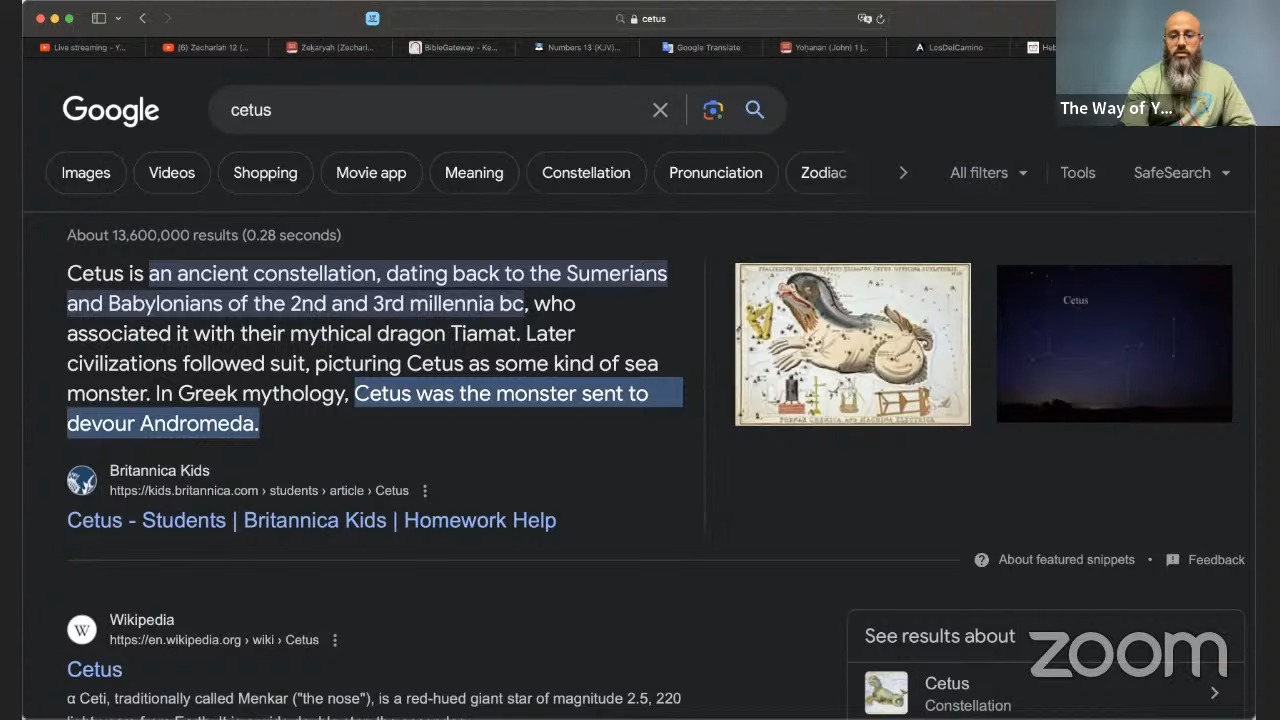 cetus
Live streaming - Y...
(6) Zechariah 12 (...
Zeḵaryah (Zechari...
BibleGateway - Ke...
Numbers 13 (KJV)...
Google Translate
Yoḥanan (John) 1 |...
LosDelCamino
Heb
The Way of Y...
Google
cetus
Images
Videos
Shopping
Movie app
Meaning
Constellation
Pronunciation
Zodiac
All filters
Tools
SafeSearch
About 13,600,000 results (0.28 seconds)
Cetus is an ancient constellation, dating back to the Sumerians
and Babylonians of the 2nd and 3rd millennia bc, who
associated it with their mythical dragon Tiamat. Later
civilizations followed suit, picturing Cetus as some kind of sea
monster. In Greek mythology, Cetus was the monster sent to
devour Andromeda.
Cetus
Britannica Kids
https://kids.britannica.com › students › article › Cetus
Cetus - Students | Britannica Kids | Homework Help
About featured snippets
Feedback
W
Wikipedia
https://en.wikipedia.org › wiki › Cetus
Cetus
α Ceti, traditionally called Menkar ("the nose"), is a red-hued giant star of magnitude 2.5, 220
See results about
zoom
Cetus
Constellation